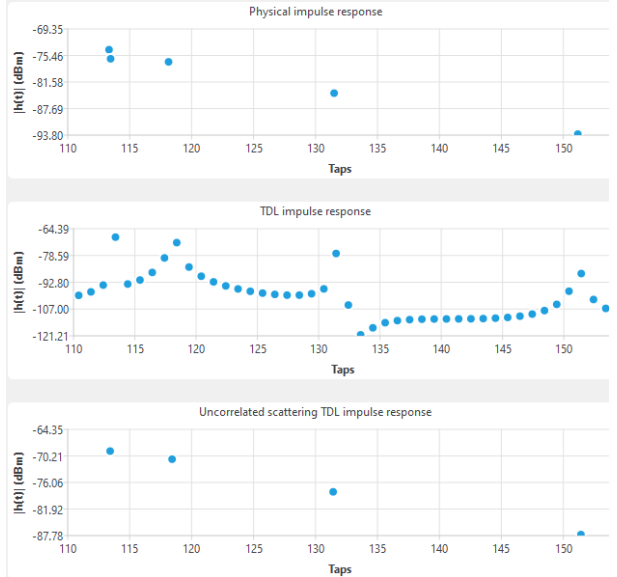 Physical impulse response
-69.35
-75.46
-81.58
-87.69
-93.80
|h(t)| (dBm)
110 115 120 125 130 135 140 145 150
Taps
TDL impulse response
-64.39
-78.59
-92.80
-107.00
-121.21
|h(t)| (dBm)
110 115 120 125 130 135 140 145 150
Taps
Uncorrelated scattering TDL impulse response
-64.35
-70.21
-76.06
-81.92
-87.78
|h(t)| (dBm)
110 115 120 125 130 135 140 145 150
Taps